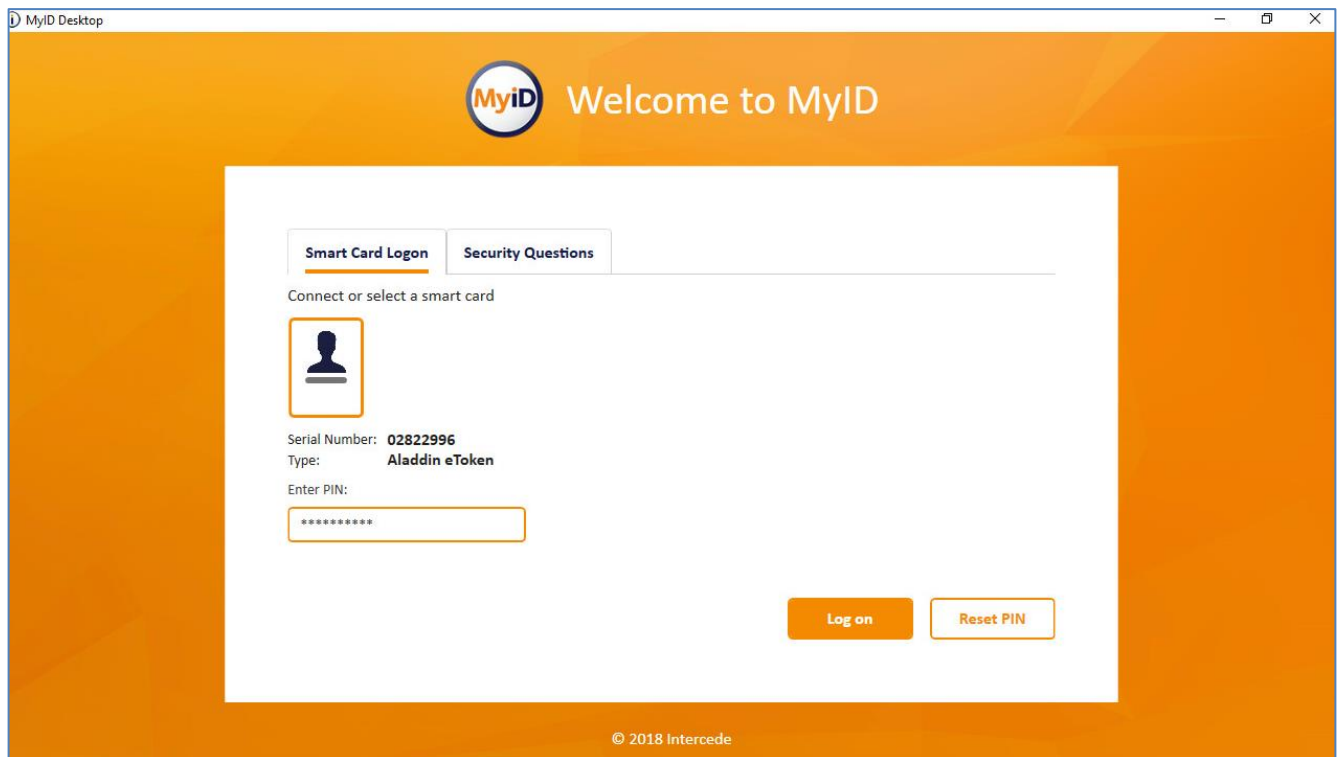 MyID Desktop
MyiD Welcome to MyID
Smart Card Logon Security Questions
Connect or select a smart card
Serial Number: 02822996
Type: Aladdin eToken
Enter PIN:
**********
Log on Reset PIN
© 2018 Intercede